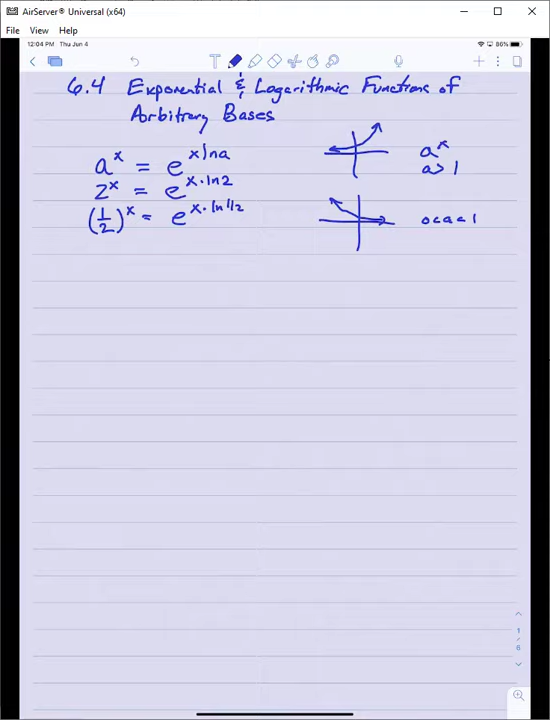 AirServer® Universal (x64)
File View Help
12:04 PM Thu Jun 4 86%
6.4 Exponential & Logarithmic Functions of
Arbitrary Bases
a^x = e^(x ln a)
a^x
a > 1
2^x = e^(x · ln 2)
(1/2)^x = e^(x · ln 1/2)
0 < a < 1
1
/
6